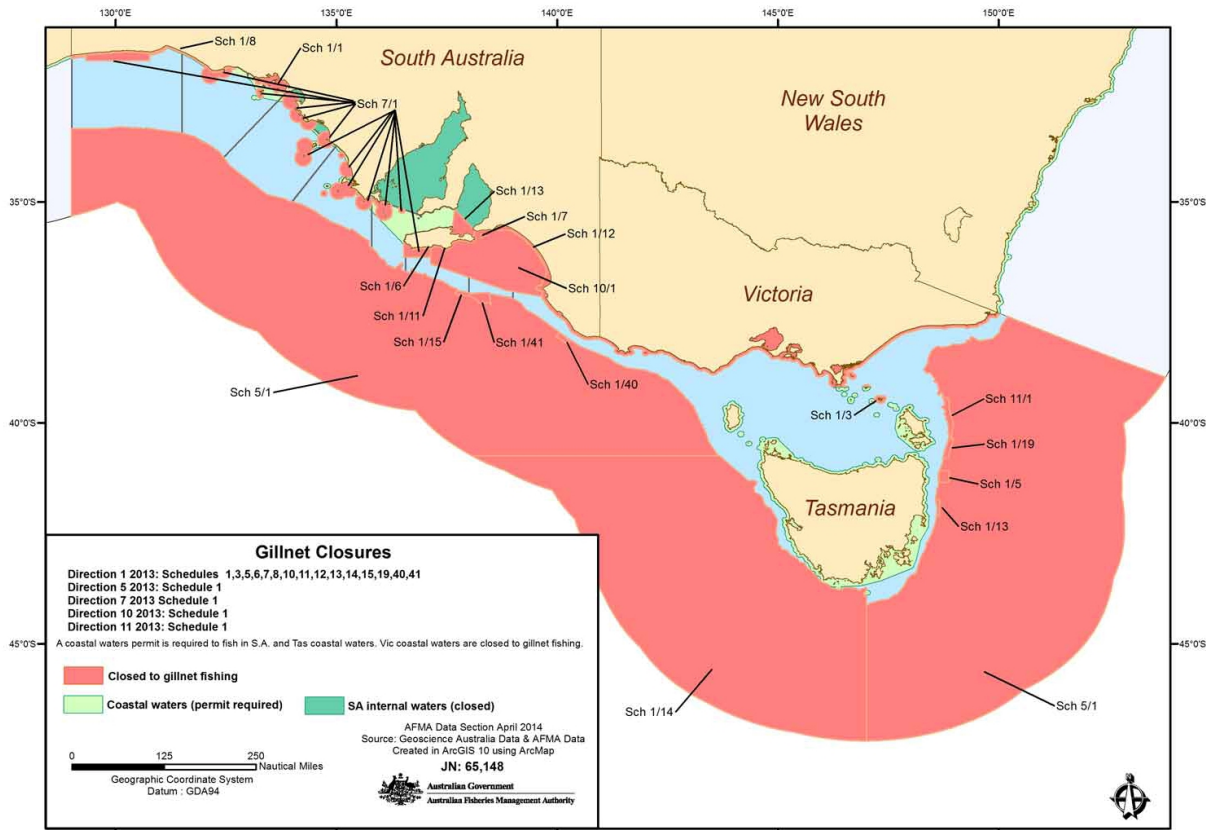 130°0'E
135°0'E
140°0'E
145°0'E
150°0'E
Sch 1/8
Sch 1/1
South Australia
Sch 7/1
New South
Wales
35°0'S
35°0'S
Sch 1/13
Sch 1/7
Sch 1/12
Sch 1/6
Sch 10/1
Victoria
Sch 1/11
Sch 1/15
Sch 1/41
Sch 1/40
Sch 5/1
Sch 1/3
Sch 11/1
40°0'S
40°0'S
Sch 1/19
Sch 1/5
Tasmania
Sch 1/13
Gillnet Closures
Direction 1 2013: Schedules 1,3,5,6,7,8,10,11,12,13,14,15,19,40,41
Direction 5 2013: Schedule 1
Direction 7 2013 Schedule 1
Direction 10 2013: Schedule 1
Direction 11 2013: Schedule 1
A coastal waters permit is required to fish in S.A. and Tas coastal waters. Vic coastal waters are closed to gillnet fishing.
45°0'S
45°0'S
Closed to gillnet fishing
Coastal waters (permit required)
SA internal waters (closed)
Sch 1/14
Sch 5/1
AFMA Data Section April 2014
Source: Geoscience Australia Data & AFMA Data
Created in ArcGIS 10 using ArcMap
JN: 65,148
0 125 250
Nautical Miles
Geographic Coordinate System
Datum : GDA94
Australian Government
Australian Fisheries Management Authority